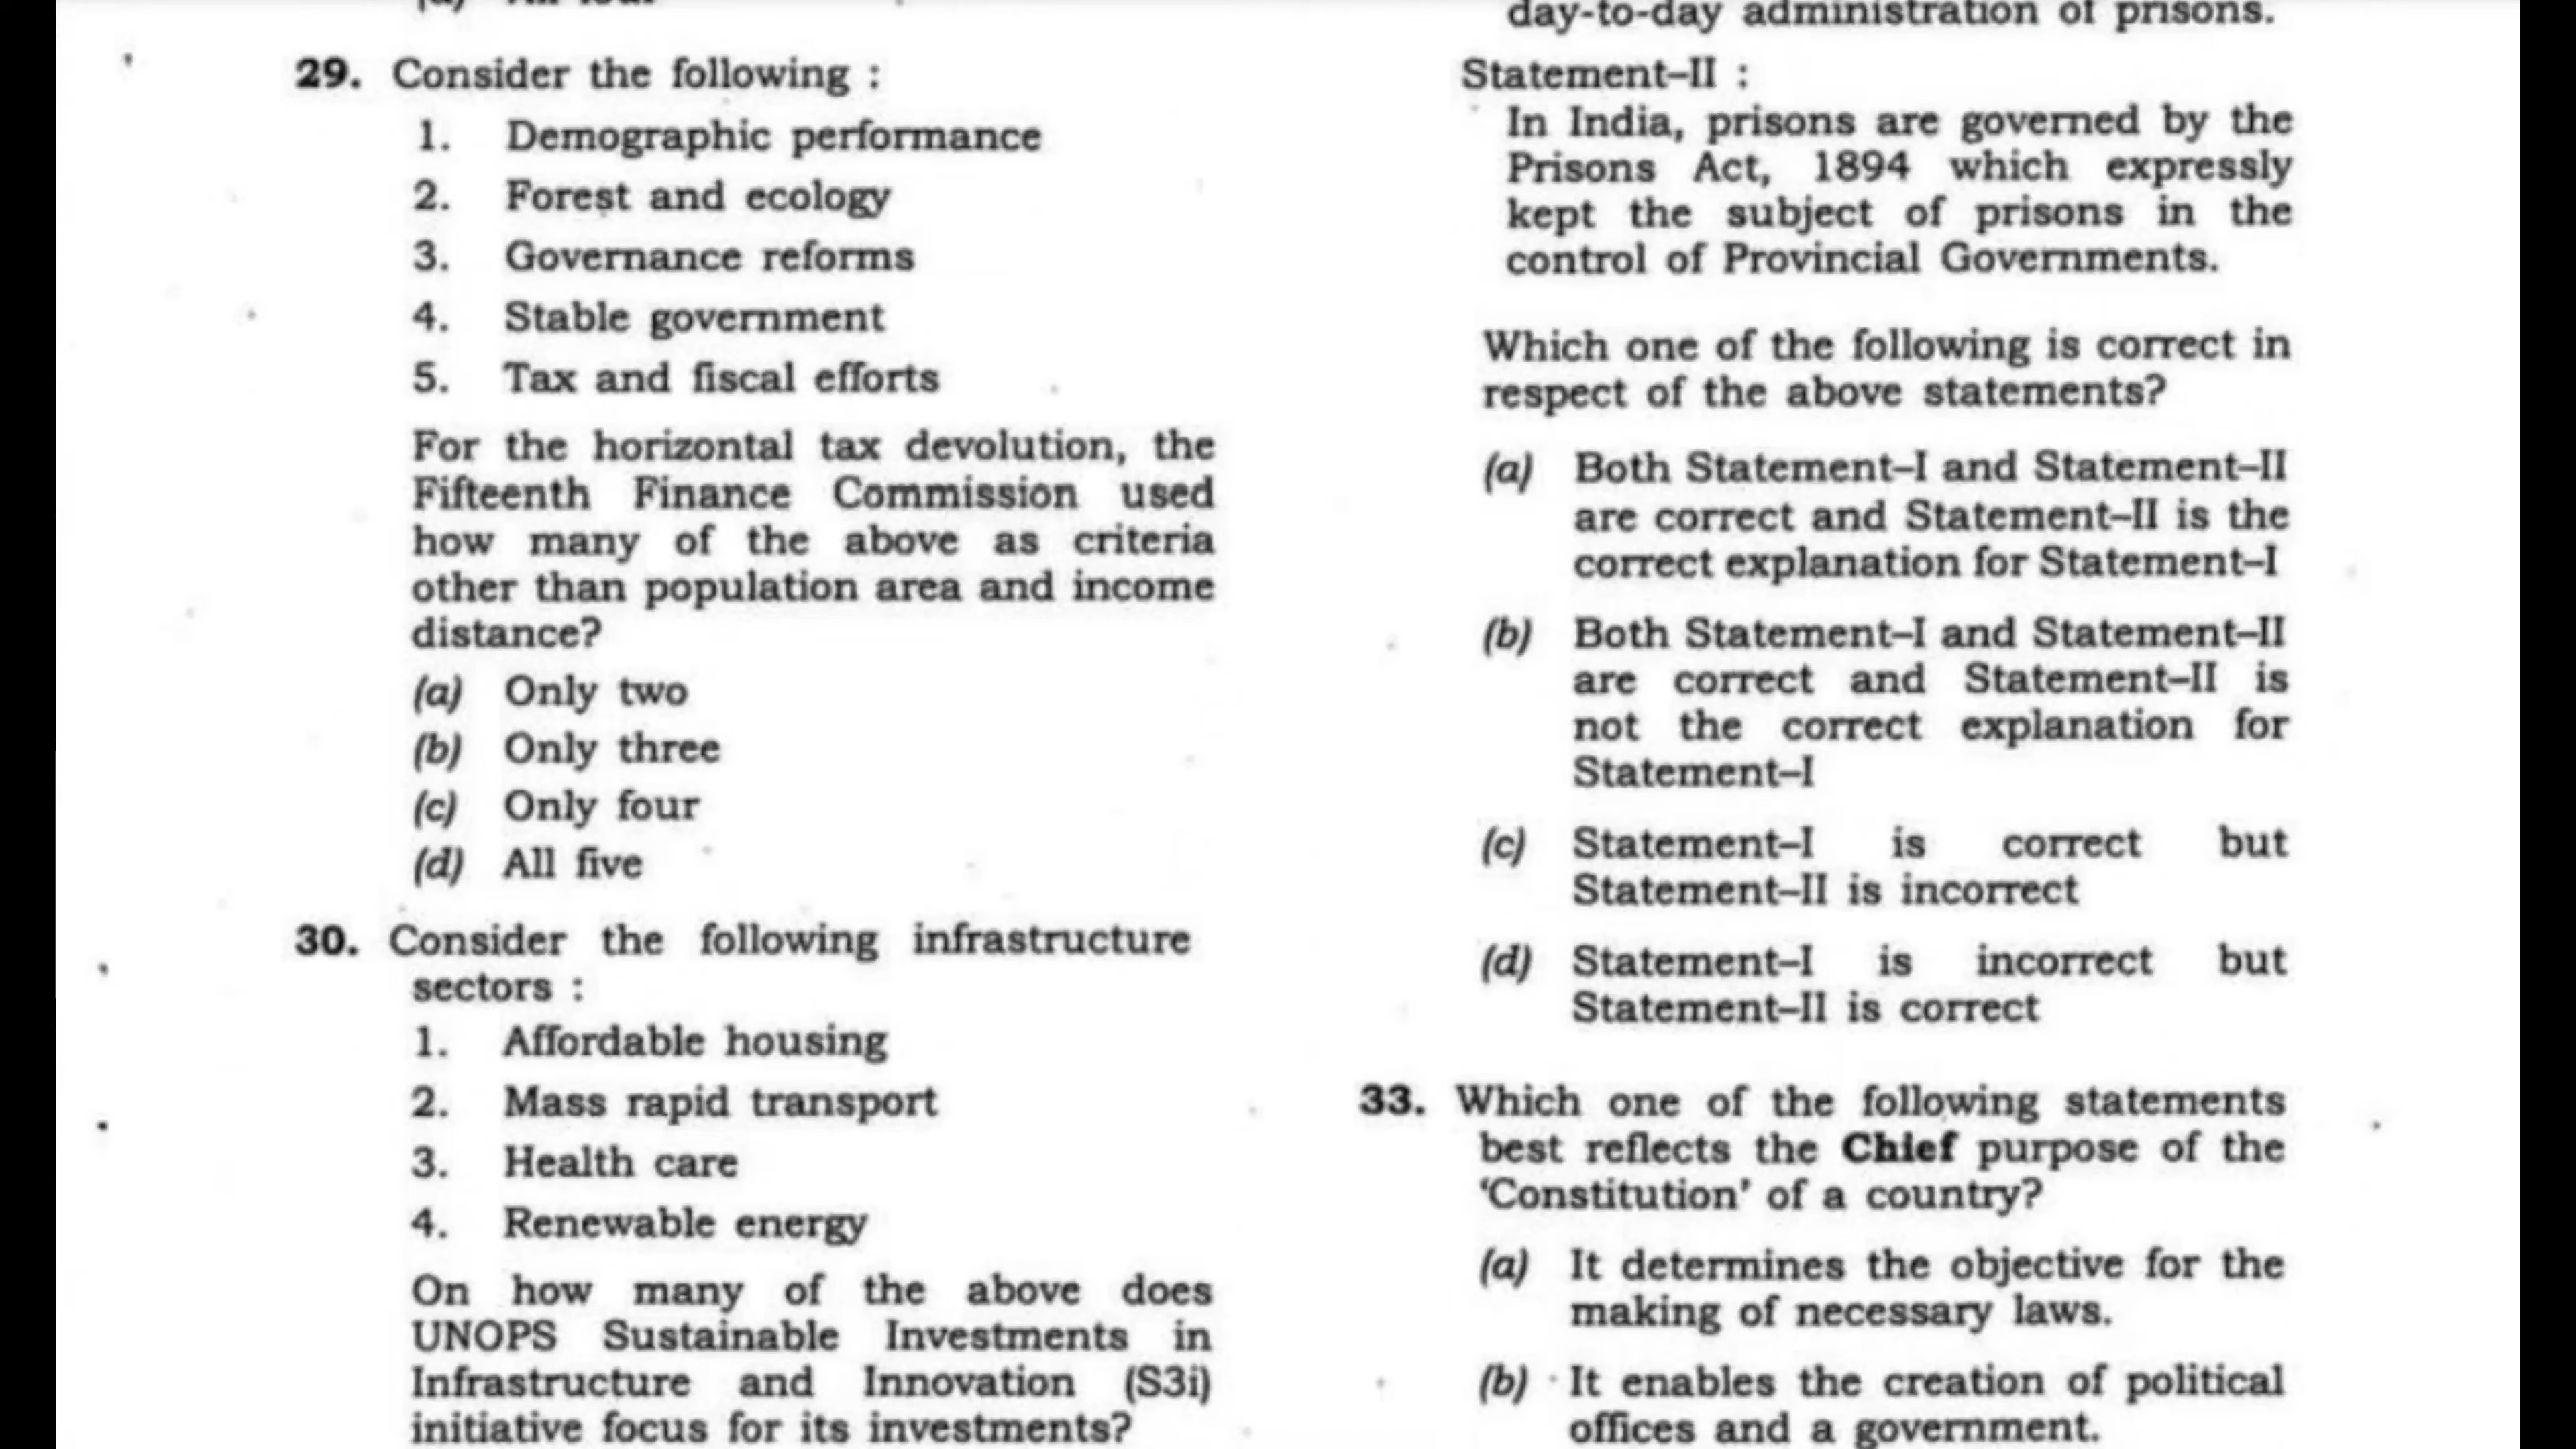 29. Consider the following :
1. Demographic performance
2. Forest and ecology
3. Governance reforms
4. Stable government
5. Tax and fiscal efforts
For the horizontal tax devolution, the
Fifteenth Finance Commission used
how many of the above as criteria
other than population area and income
distance?
(a) Only two
(b) Only three
(c) Only four
(d) All five
30. Consider the following infrastructure
sectors :
1. Affordable housing
2. Mass rapid transport
3. Health care
4. Renewable energy
On how many of the above does
UNOPS Sustainable Investments in
Infrastructure and Innovation (S3i)
initiative focus for its investments?
day-to-day administration of prisons.
Statement–II :
In India, prisons are governed by the
Prisons Act, 1894 which expressly
kept the subject of prisons in the
control of Provincial Governments.
Which one of the following is correct in
respect of the above statements?
(a) Both Statement–I and Statement–II
are correct and Statement–II is the
correct explanation for Statement–I
(b) Both Statement–I and Statement–II
are correct and Statement–II is
not the correct explanation for
Statement–I
(c) Statement–I is correct but
Statement–II is incorrect
(d) Statement–I is incorrect but
Statement–II is correct
33. Which one of the following statements
best reflects the Chief purpose of the
‘Constitution’ of a country?
(a) It determines the objective for the
making of necessary laws.
(b) It enables the creation of political
offices and a government.